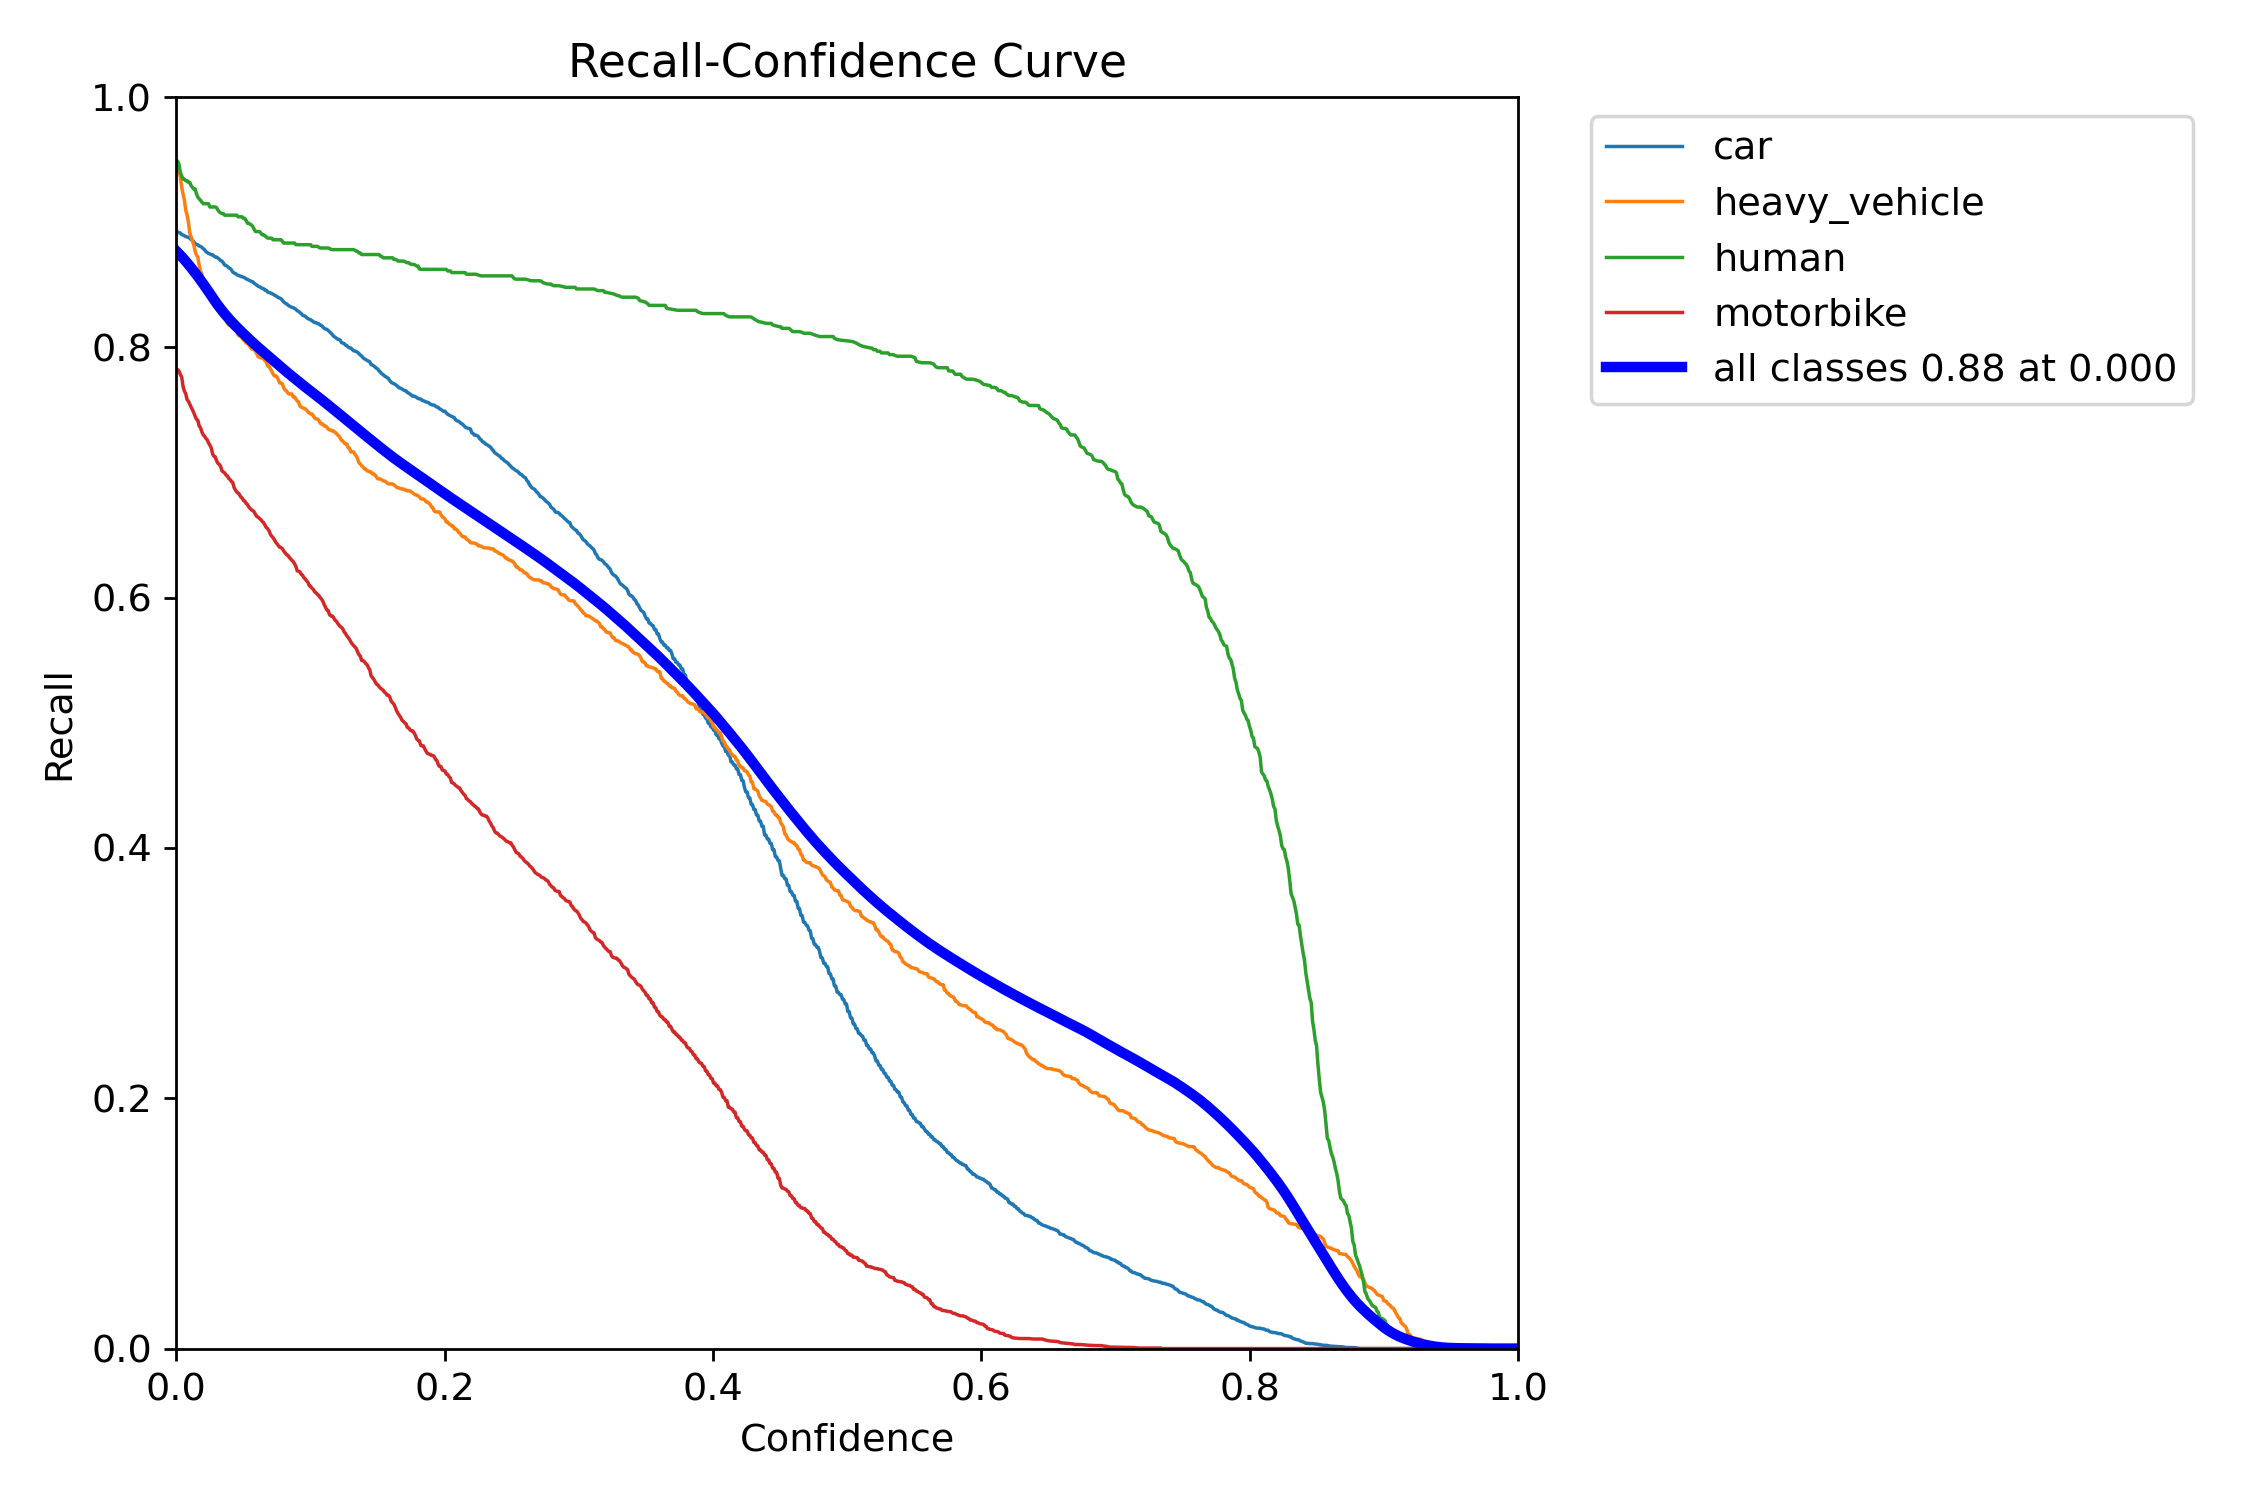 Recall-Confidence Curve
1.0
0.8
0.6
0.4
0.2
0.0
Recall
0.0 0.2 0.4 0.6 0.8 1.0
Confidence
car
heavy_vehicle
human
motorbike
all classes 0.88 at 0.000